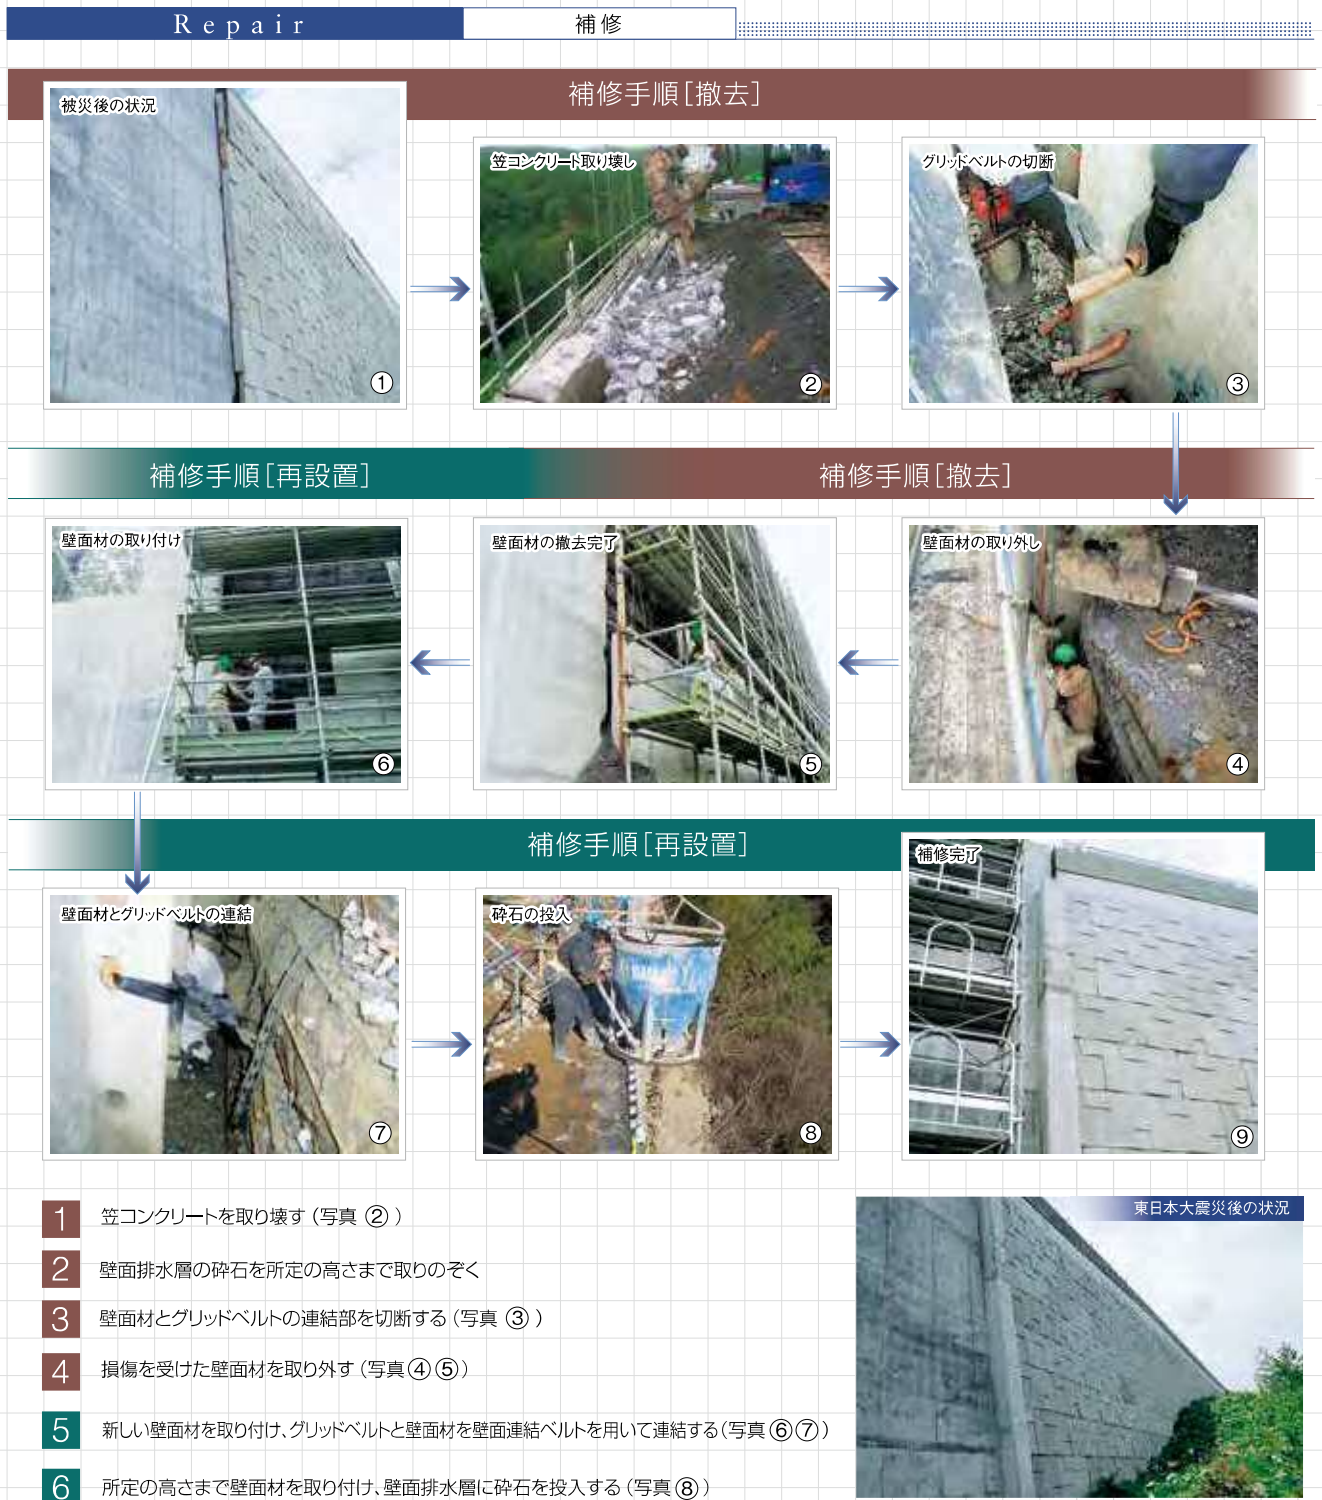 Repair 補修
補修手順[撤去]
被災後の状況
①
笠コンクリート取り壊し
②
グリッドベルトの切断
③
補修手順[再設置]
補修手順[撤去]
壁面材の取り外し
④
壁面材の撤去完了
⑤
壁面材の取り付け
⑥
補修手順[再設置]
壁面材とグリッドベルトの連結
⑦
砕石の投入
⑧
補修完了
⑨
1 笠コンクリートを取り壊す(写真②)
2 壁面排水層の砕石を所定の高さまで取りのぞく
3 壁面材とグリッドベルトの連結部を切断する(写真③)
4 損傷を受けた壁面材を取り外す(写真④⑤)
5 新しい壁面材を取り付け、グリッドベルトと壁面材を壁面連結ベルトを用いて連結する(写真⑥⑦)
6 所定の高さまで壁面材を取り付け、壁面排水層に砕石を投入する(写真⑧)
東日本大震災後の状況